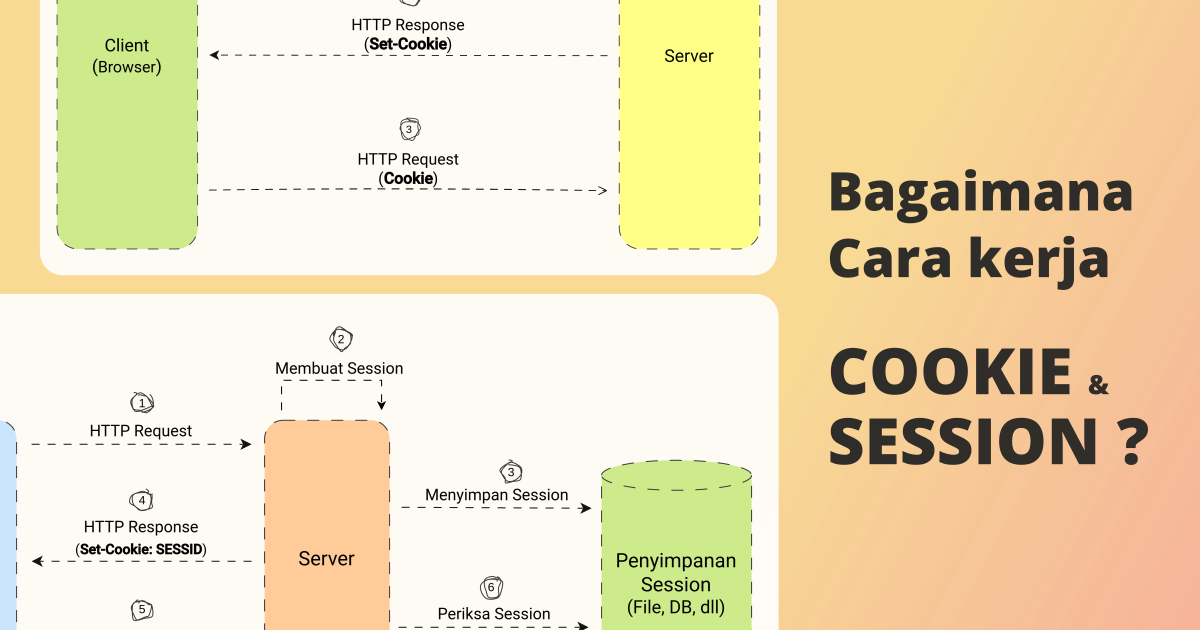 HTTP Response
(Set-Cookie)
Client
(Browser)
Server
3
HTTP Request
(Cookie)
Bagaimana
Cara kerja
COOKIE &
SESSION ?
2
Membuat Session
1
HTTP Request
3
Menyimpan Session
4
HTTP Response
(Set-Cookie: SESSID)
Server
Penyimpanan
Session
(File, DB, dll)
6
Periksa Session
5